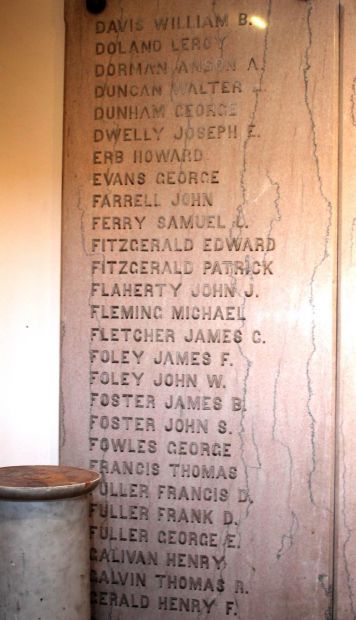 DAVIS WILLIAM B.
DOLAND LEROY
DORMAN ANSON A.
DUNCAN WALTER
DUNHAM GEORGE
DWELLY JOSEPH E.
ERB HOWARD
EVANS GEORGE
FARRELL JOHN
FERRY SAMUEL L.
FITZGERALD EDWARD
FITZGERALD PATRICK
FLAHERTY JOHN J.
FLEMING MICHAEL
FLETCHER JAMES G.
FOLEY JAMES F.
FOLEY JOHN W.
FOSTER JAMES B.
FOSTER JOHN S.
FOWLES GEORGE
FRANCIS THOMAS
FULLER FRANCIS D.
FULLER FRANK D.
FULLER GEORGE E.
GALIVAN HENRY
GALVIN THOMAS R.
GERALD HENRY F.